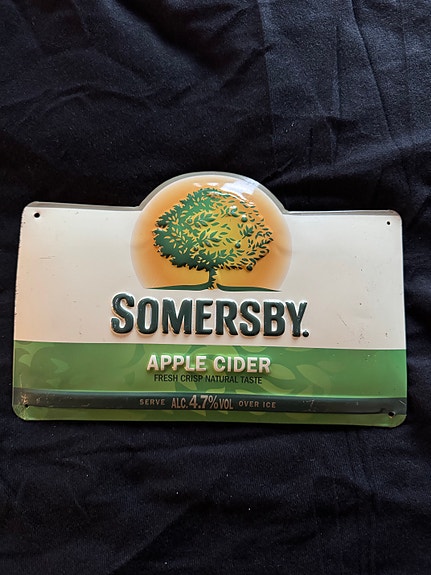 SOMERSBY.
APPLE CIDER
FRESH CRISP NATURAL TASTE
SERVE ALC. 4.7%VOL OVER ICE